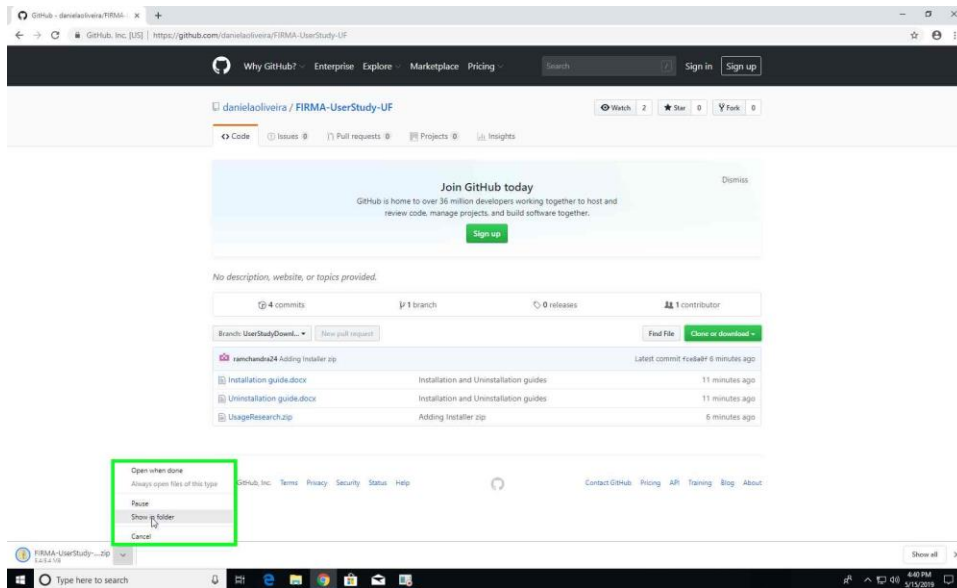 GitHub - danielaoliveira/FIRMA-
GitHub, Inc. [US] | https://github.com/danielaoliveira/FIRMA-UserStudy-UF
Why GitHub? Enterprise Explore Marketplace Pricing Search / Sign in Sign up
danielaoliveira / FIRMA-UserStudy-UF Watch 2 Star 0 Fork 0
Code Issues 0 Pull requests 0 Projects 0 Insights
Dismiss
Join GitHub today
GitHub is home to over 36 million developers working together to host and
review code, manage projects, and build software together.
Sign up
No description, website, or topics provided.
4 commits 1 branch 0 releases 1 contributor
Branch: UserStudyDownl... New pull request Find File Clone or download
ramchandra24 Adding Installer zip Latest commit 6 minutes ago
Installation guide.docx Installation and Uninstallation guides 11 minutes ago
Uninstallation guide.docx Installation and Uninstallation guides 11 minutes ago
UsageResearch.zip Adding Installer zip 6 minutes ago
Open when done
Always open files of this type
Pause
Show in folder
Cancel
GitHub, Inc. Terms Privacy Security Status Help Contact GitHub Pricing API Training Blog About
FIRMA-UserStudy-....zip Show all
Type here to search
4:40 PM
5/15/2019